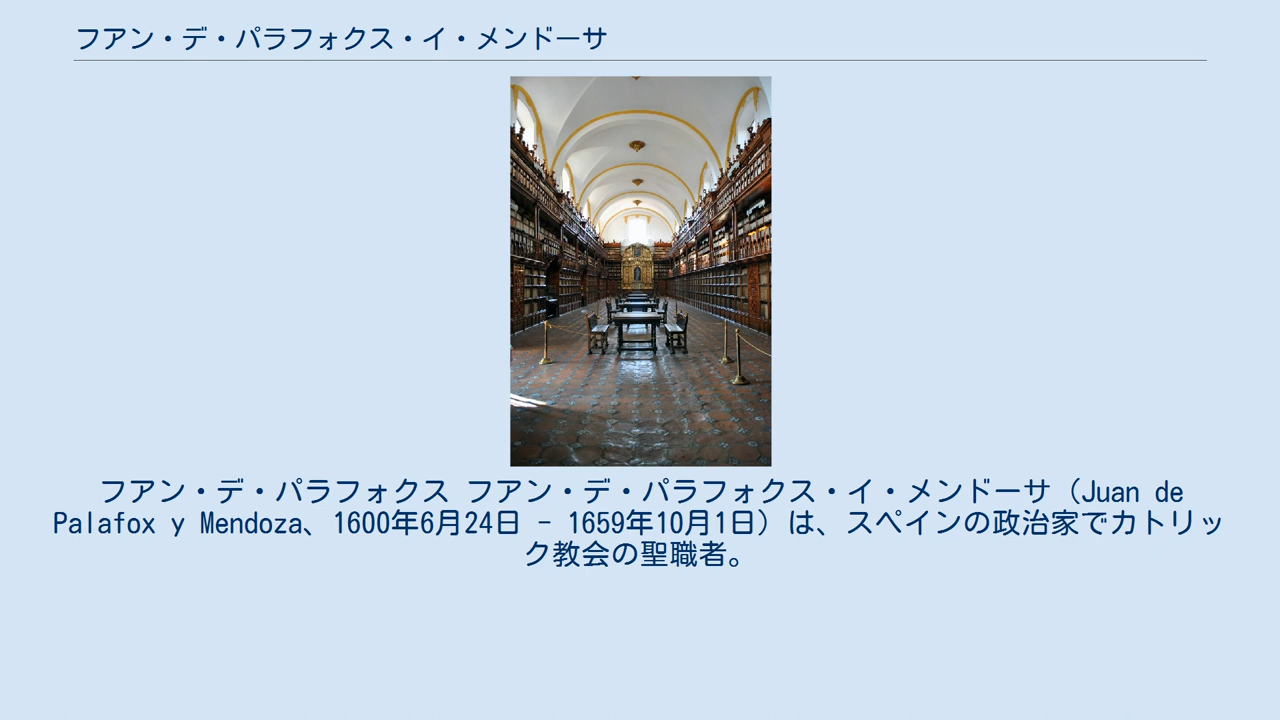 フアン・デ・パラフォクス・イ・メンドーサ
フアン・デ・パラフォクス フアン・デ・パラフォクス・イ・メンドーサ（Juan de
Palafox y Mendoza、1600年6月24日 - 1659年10月1日）は、スペインの政治家でカトリッ
ク教会の聖職者。